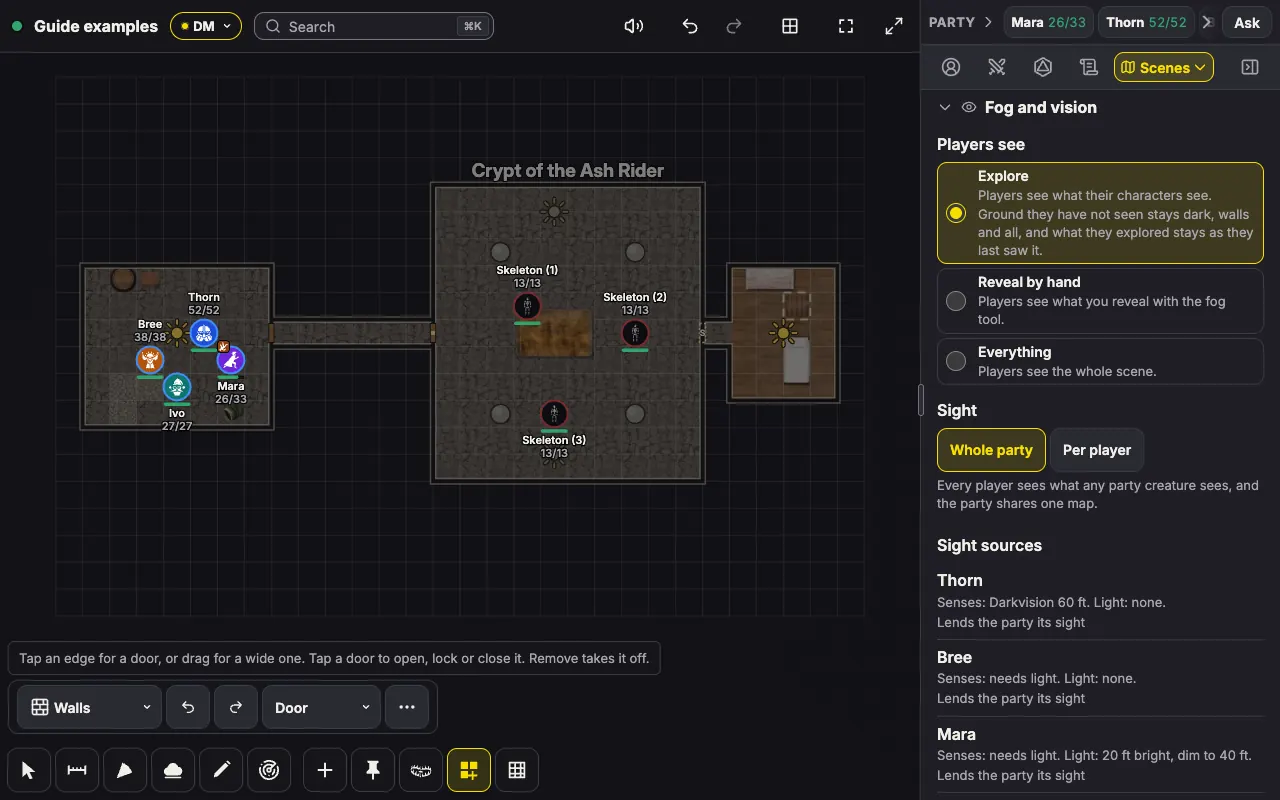 Guide examples
DM
Search
⌘K
PARTY
Mara 26/33
Thorn 52/52
Ask
Scenes
Crypt of the Ash Rider
Skeleton (1)
13/13
Skeleton (2)
13/13
Skeleton (3)
13/13
Thorn
52/52
Bree
38/38
Mara
26/33
Ivo
27/27
S
Tap an edge for a door, or drag for a wide one. Tap a door to open, lock or close it. Remove takes it off.
Walls
Door
Fog and vision
Players see
Explore
Players see what their characters see.
Ground they have not seen stays dark, walls
and all, and what they explored stays as they
last saw it.
Reveal by hand
Players see what you reveal with the fog
tool.
Everything
Players see the whole scene.
Sight
Whole party
Per player
Every player sees what any party creature sees, and
the party shares one map.
Sight sources
Thorn
Senses: Darkvision 60 ft. Light: none.
Lends the party its sight
Bree
Senses: needs light. Light: none.
Lends the party its sight
Mara
Senses: needs light. Light: 20 ft bright, dim to 40 ft.
Lends the party its sight